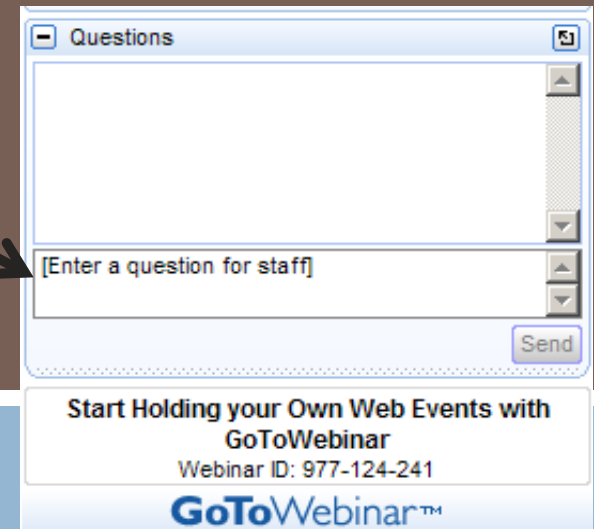 Questions
[Enter a question for staff]
Send
Start Holding your Own Web Events with
GoToWebinar
Webinar ID: 977-124-241
GoToWebinar™